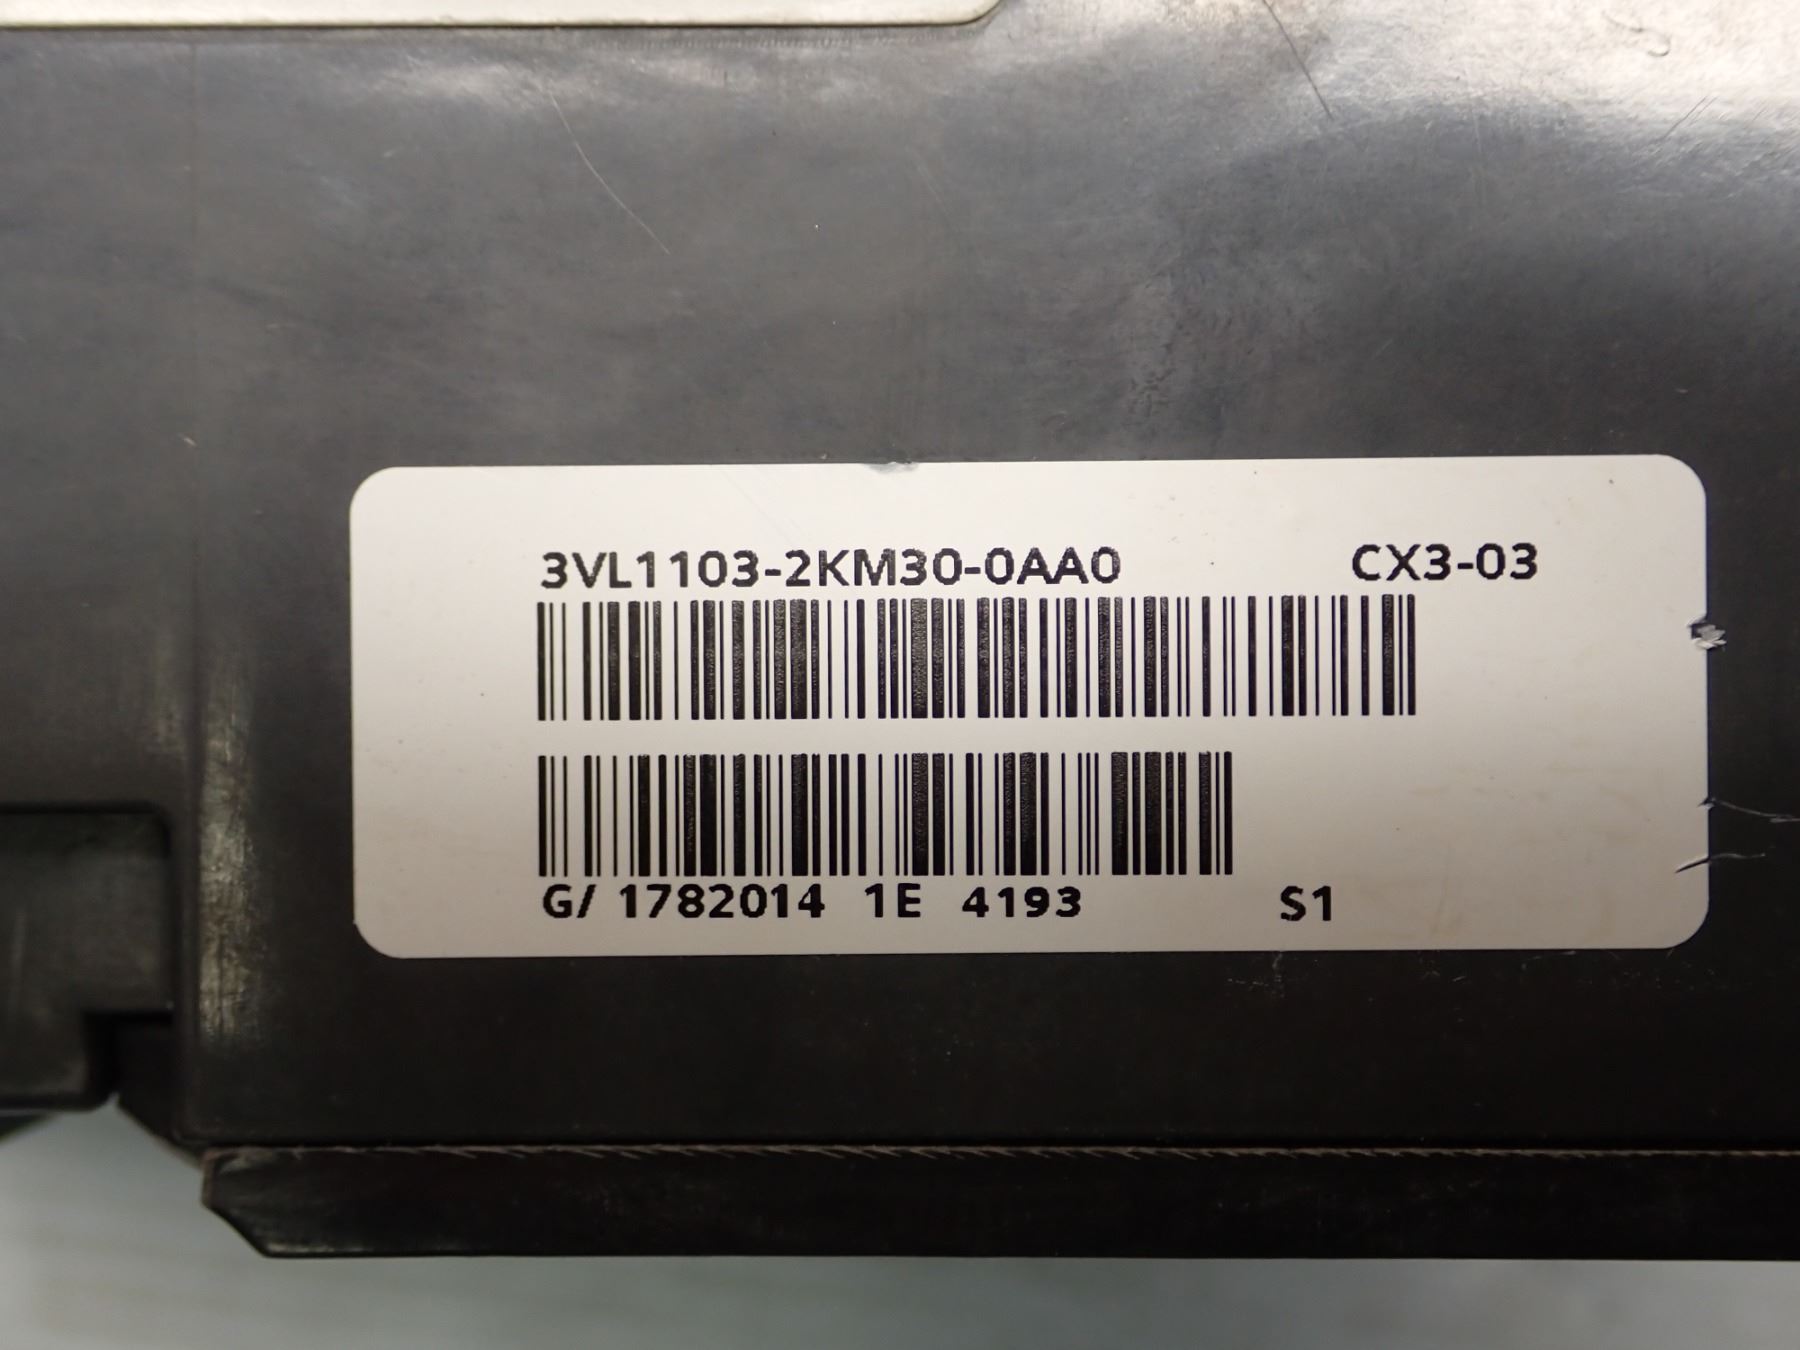 3VL1103-2KM30-0AA0 CX3-03
G/ 1782014 1E 4193 S1